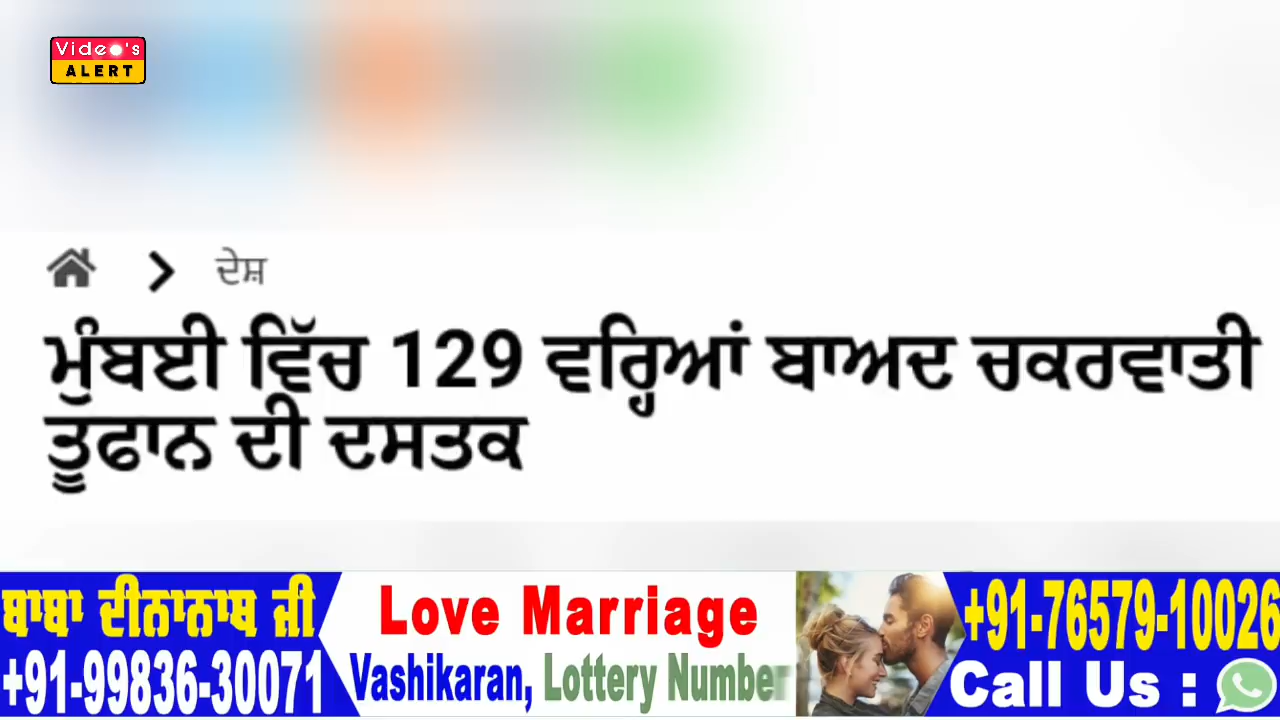 Video's
ALERT
ਦੇਸ਼
ਮੁੰਬਈ ਵਿੱਚ 129 ਵਰ੍ਹਿਆਂ ਬਾਅਦ ਚਕਰਵਾਤੀ
ਤੂਫਾਨ ਦੀ ਦਸਤਕ
ਬਾਬਾ ਦੀਨਾਨਾਥ ਜੀ
+91-99836-30071
Love Marriage
Vashikaran, Lottery Number
+91-76579-10026
Call Us :